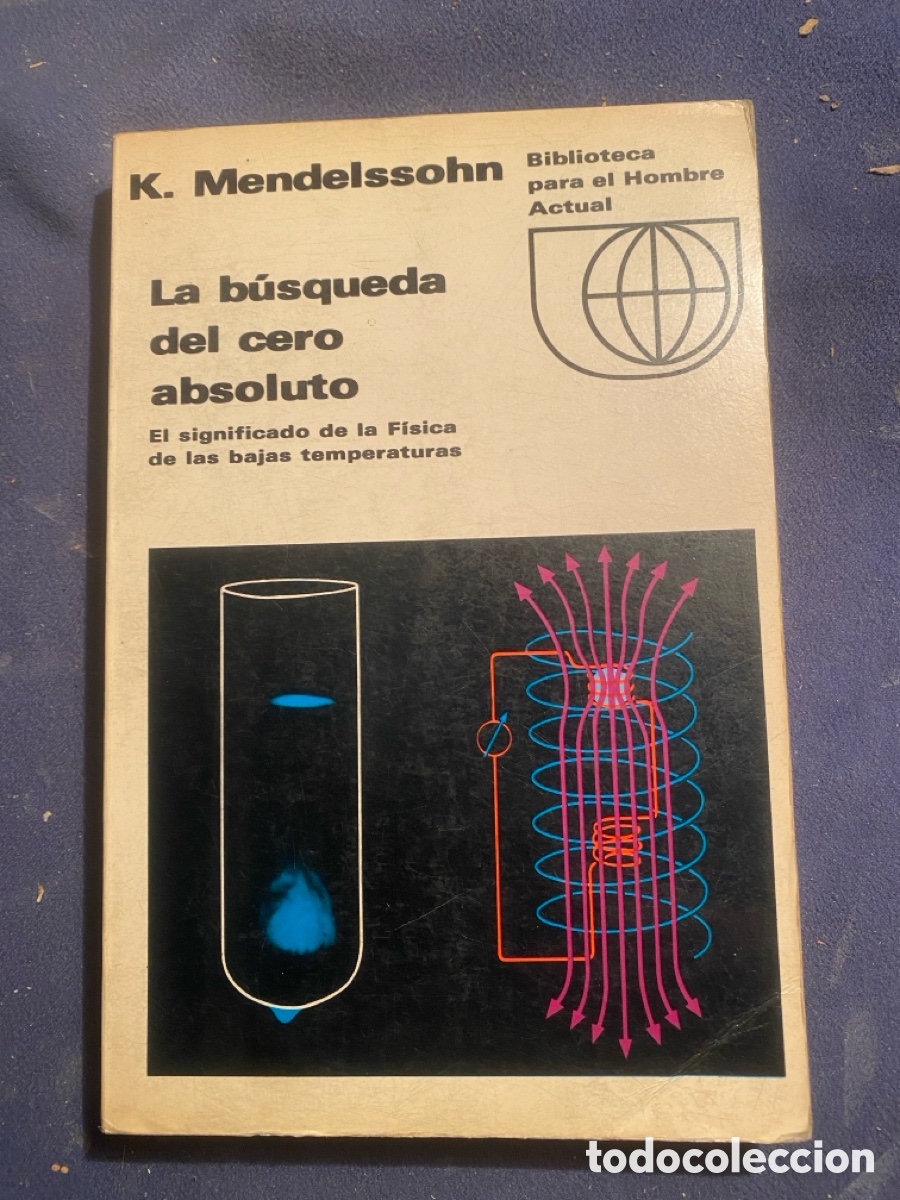 K. Mendelssohn
Biblioteca
para el Hombre
Actual
La búsqueda
del cero
absoluto
El significado de la Física
de las bajas temperaturas
todocoleccion